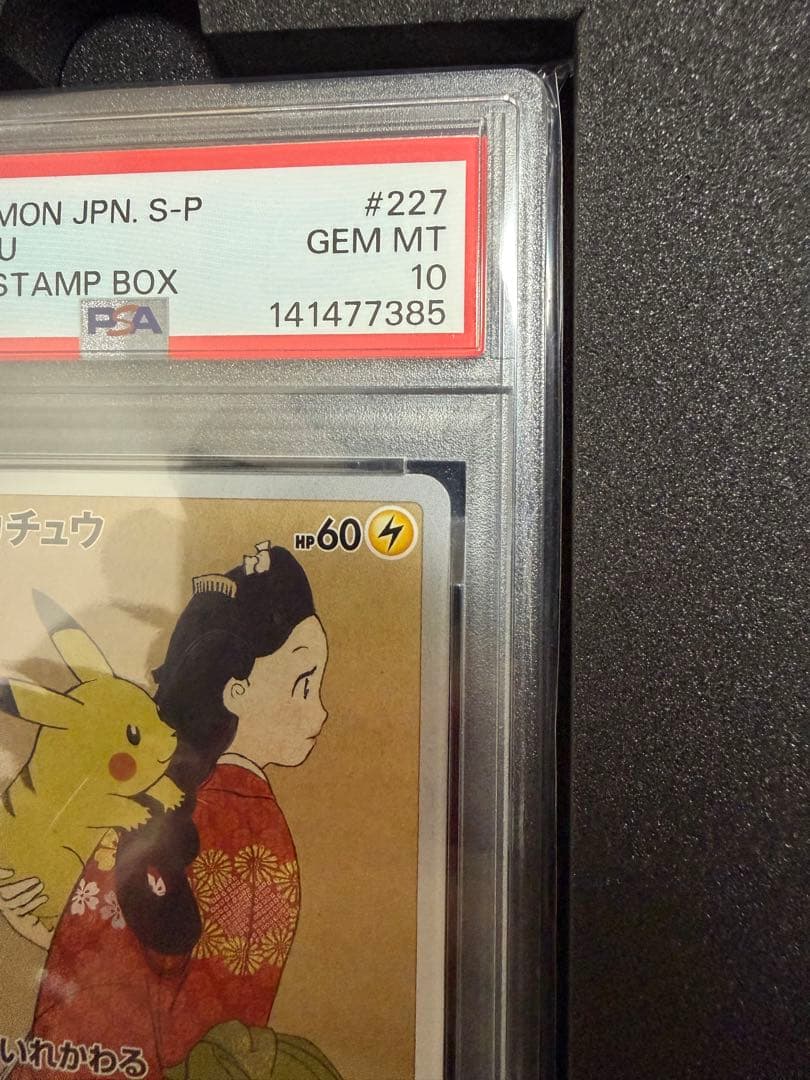 MON JPN. S-P #227
U GEM MT
STAMP BOX 10
PSA 141477385
チュウ HP60
いれかわる